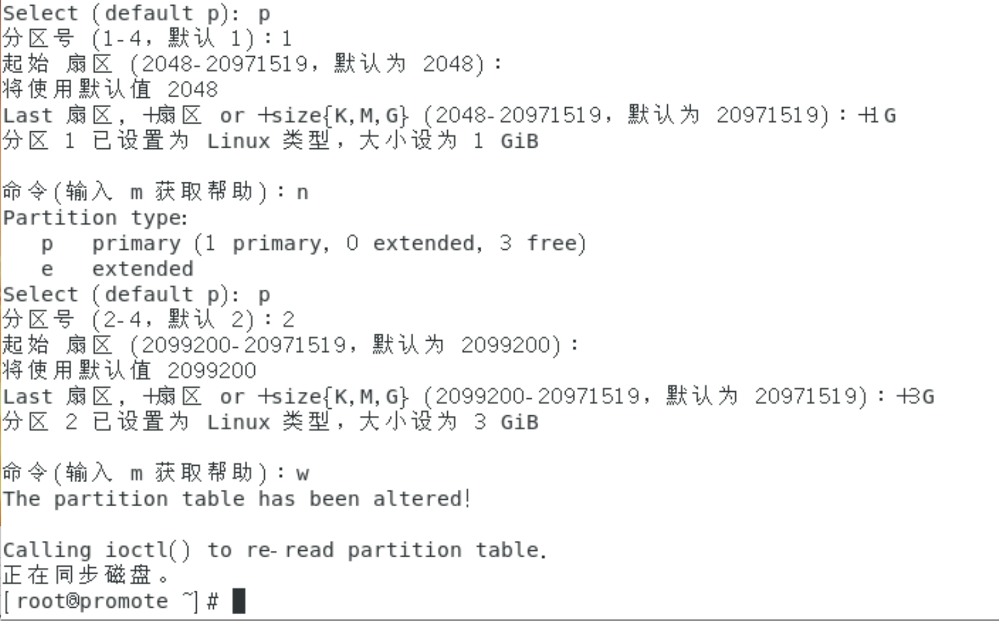 Select (default p): p
分区号 (1-4，默认 1)：1
起始 扇区 (2048-20971519，默认为 2048)：
将使用默认值 2048
Last 扇区, +扇区 or +size{K,M,G} (2048-20971519，默认为 20971519)：+1G
分区 1 已设置为 Linux 类型，大小设为 1 GiB
命令(输入 m 获取帮助)：n
Partition type:
   p   primary (1 primary, 0 extended, 3 free)
   e   extended
Select (default p): p
分区号 (2-4，默认 2)：2
起始 扇区 (2099200-20971519，默认为 2099200)：
将使用默认值 2099200
Last 扇区, +扇区 or +size{K,M,G} (2099200-20971519，默认为 20971519)：+3G
分区 2 已设置为 Linux 类型，大小设为 3 GiB
命令(输入 m 获取帮助)：w
The partition table has been altered!
Calling ioctl() to re-read partition table.
正在同步磁盘。
[root@promote ~]#